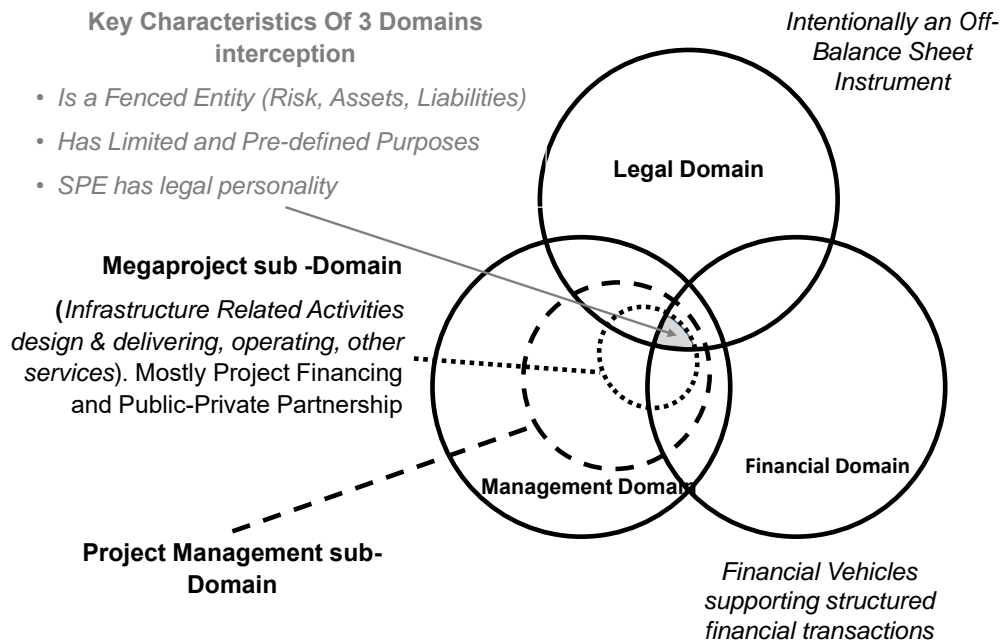 Key Characteristics Of 3 Domains
interception
• Is a Fenced Entity (Risk, Assets, Liabilities)
• Has Limited and Pre-defined Purposes
• SPE has legal personality
Intentionally an Off-
Balance Sheet
Instrument
Legal Domain
Megaproject sub -Domain
(Infrastructure Related Activities
design & delivering, operating, other
services). Mostly Project Financing
and Public-Private Partnership
Financial Domain
Management Domain
Project Management sub-
Domain
Financial Vehicles
supporting structured
financial transactions